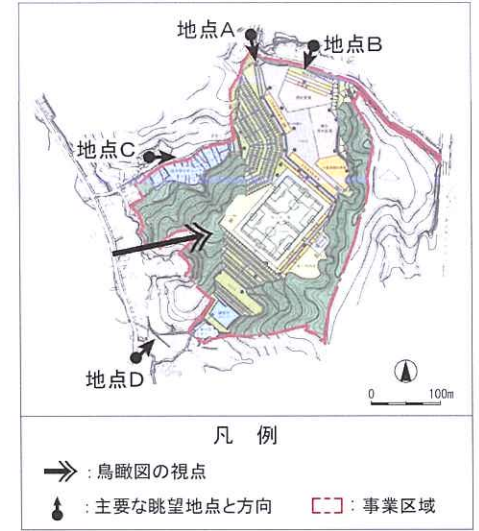 地点A
地点B
地点C
地点D
0 100m
凡 例
：鳥瞰図の視点
：主要な眺望地点と方向 ：事業区域